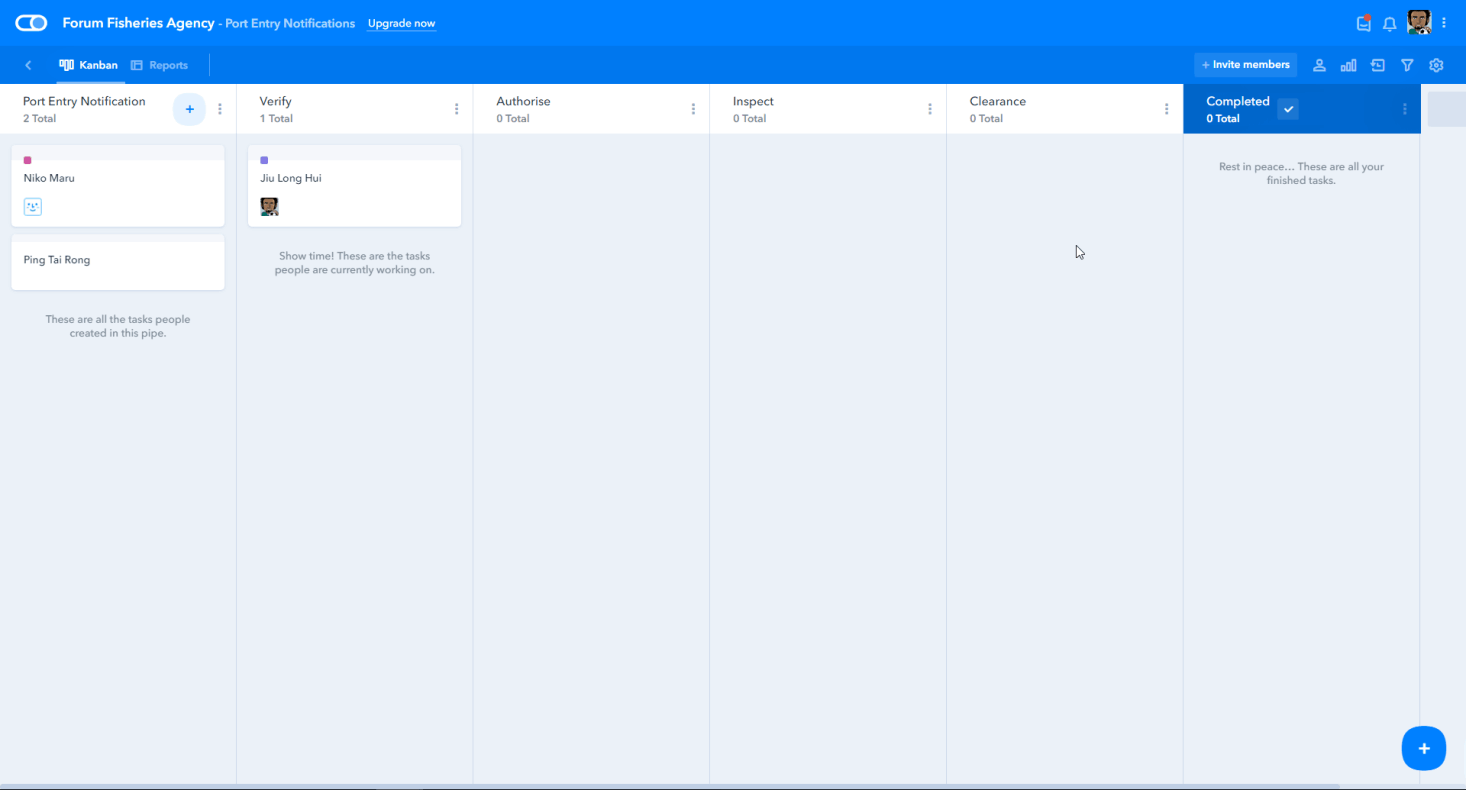 Forum Fisheries Agency - Port Entry Notifications Upgrade now
Kanban Reports
+ Invite members
Port Entry Notification
2 Total
Verify
1 Total
Authorise
0 Total
Inspect
0 Total
Clearance
0 Total
Completed
0 Total
Niko Maru
Ping Tai Rong
These are all the tasks people
created in this pipe.
Jiu Long Hui
Show time! These are the tasks
people are currently working on.
Rest in peace... These are all your
finished tasks.